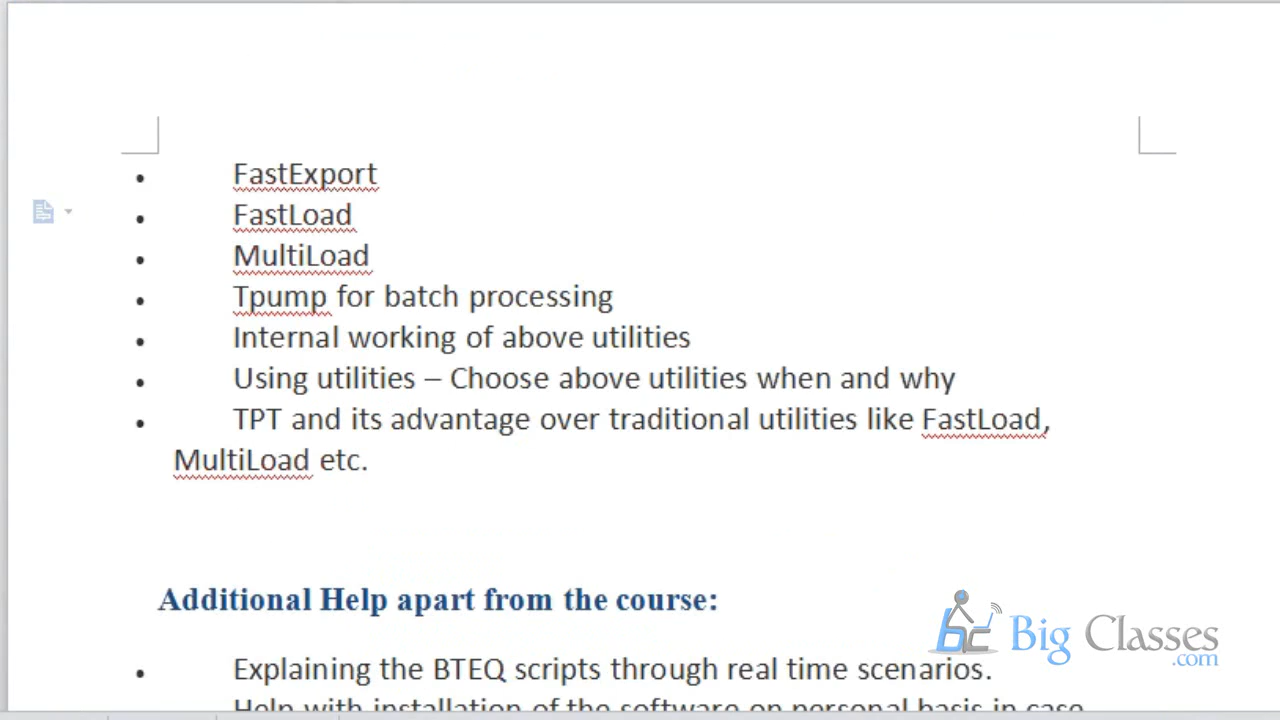 • FastExport
• FastLoad
• MultiLoad
• Tpump for batch processing
• Internal working of above utilities
• Using utilities – Choose above utilities when and why
• TPT and its advantage over traditional utilities like FastLoad,
MultiLoad etc.
Additional Help apart from the course:
• Explaining the BTEQ scripts through real time scenarios.
Help with installation of the software on personal basis in case
bc Big Classes
.com